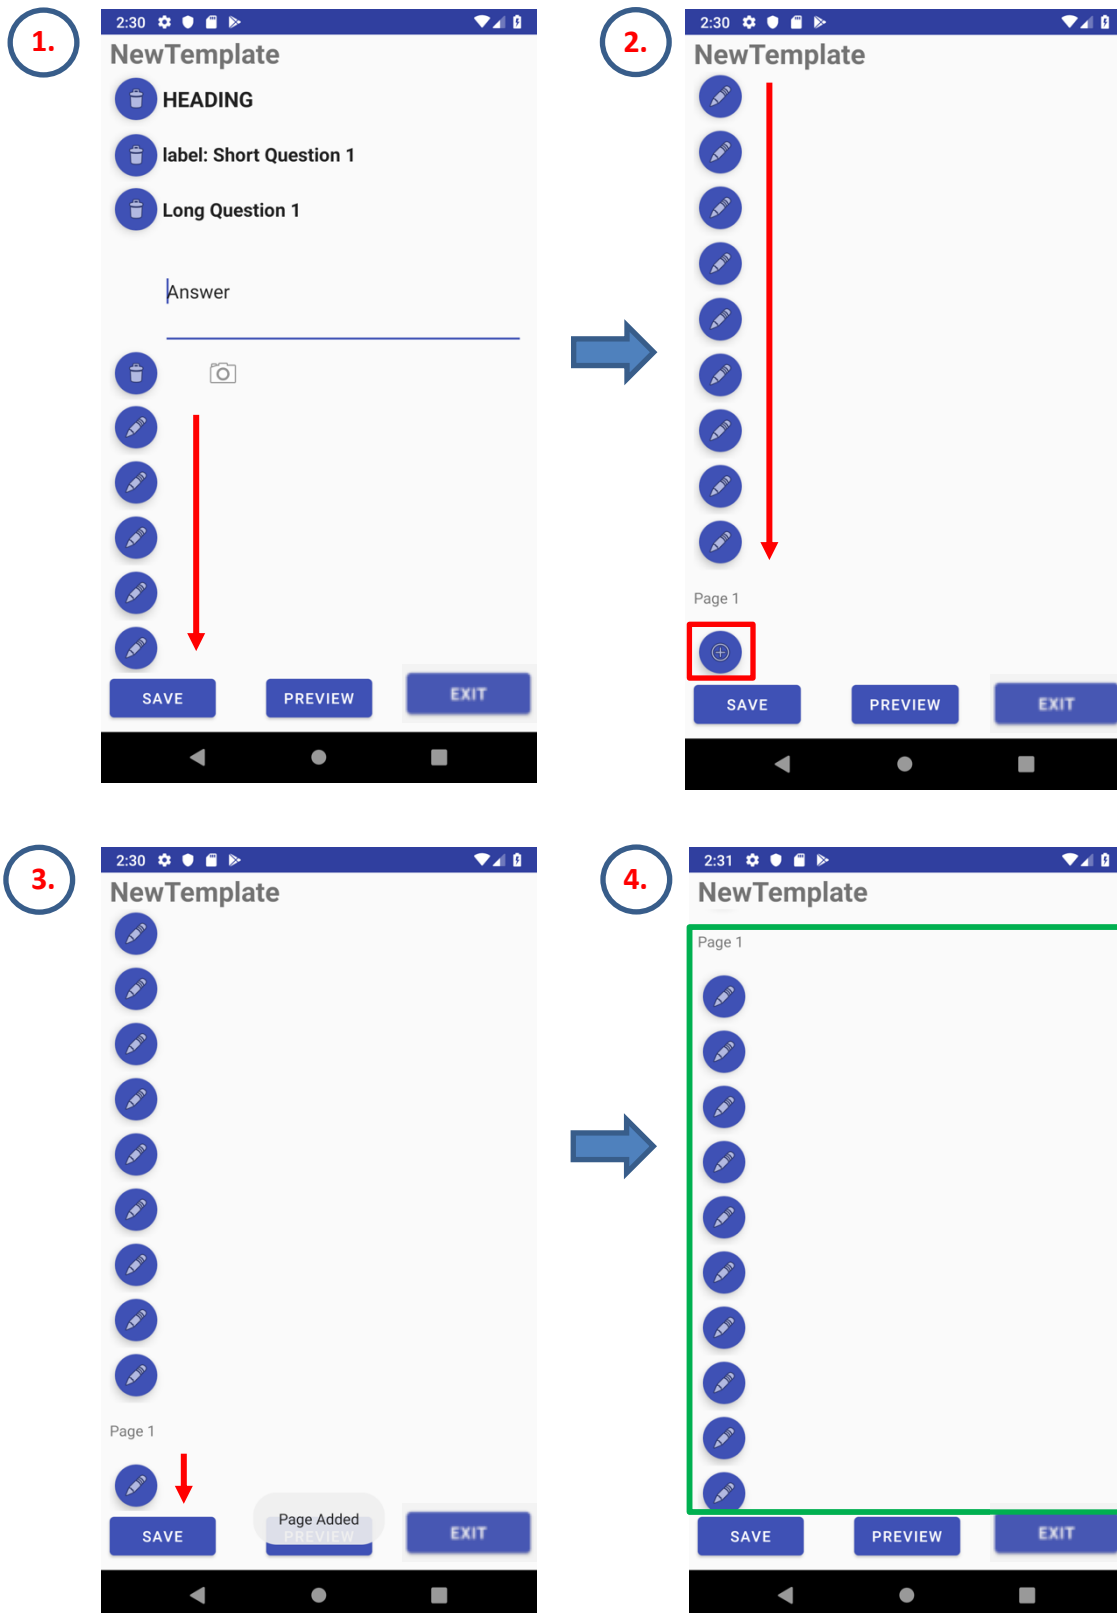 1.
2:30
NewTemplate
HEADING
label: Short Question 1
Long Question 1
Answer
SAVE
PREVIEW
EXIT
2.
2:30
NewTemplate
Page 1
SAVE
PREVIEW
EXIT
3.
2:30
NewTemplate
Page 1
Page Added
SAVE
PREVIEW
EXIT
4.
2:31
NewTemplate
Page 1
SAVE
PREVIEW
EXIT